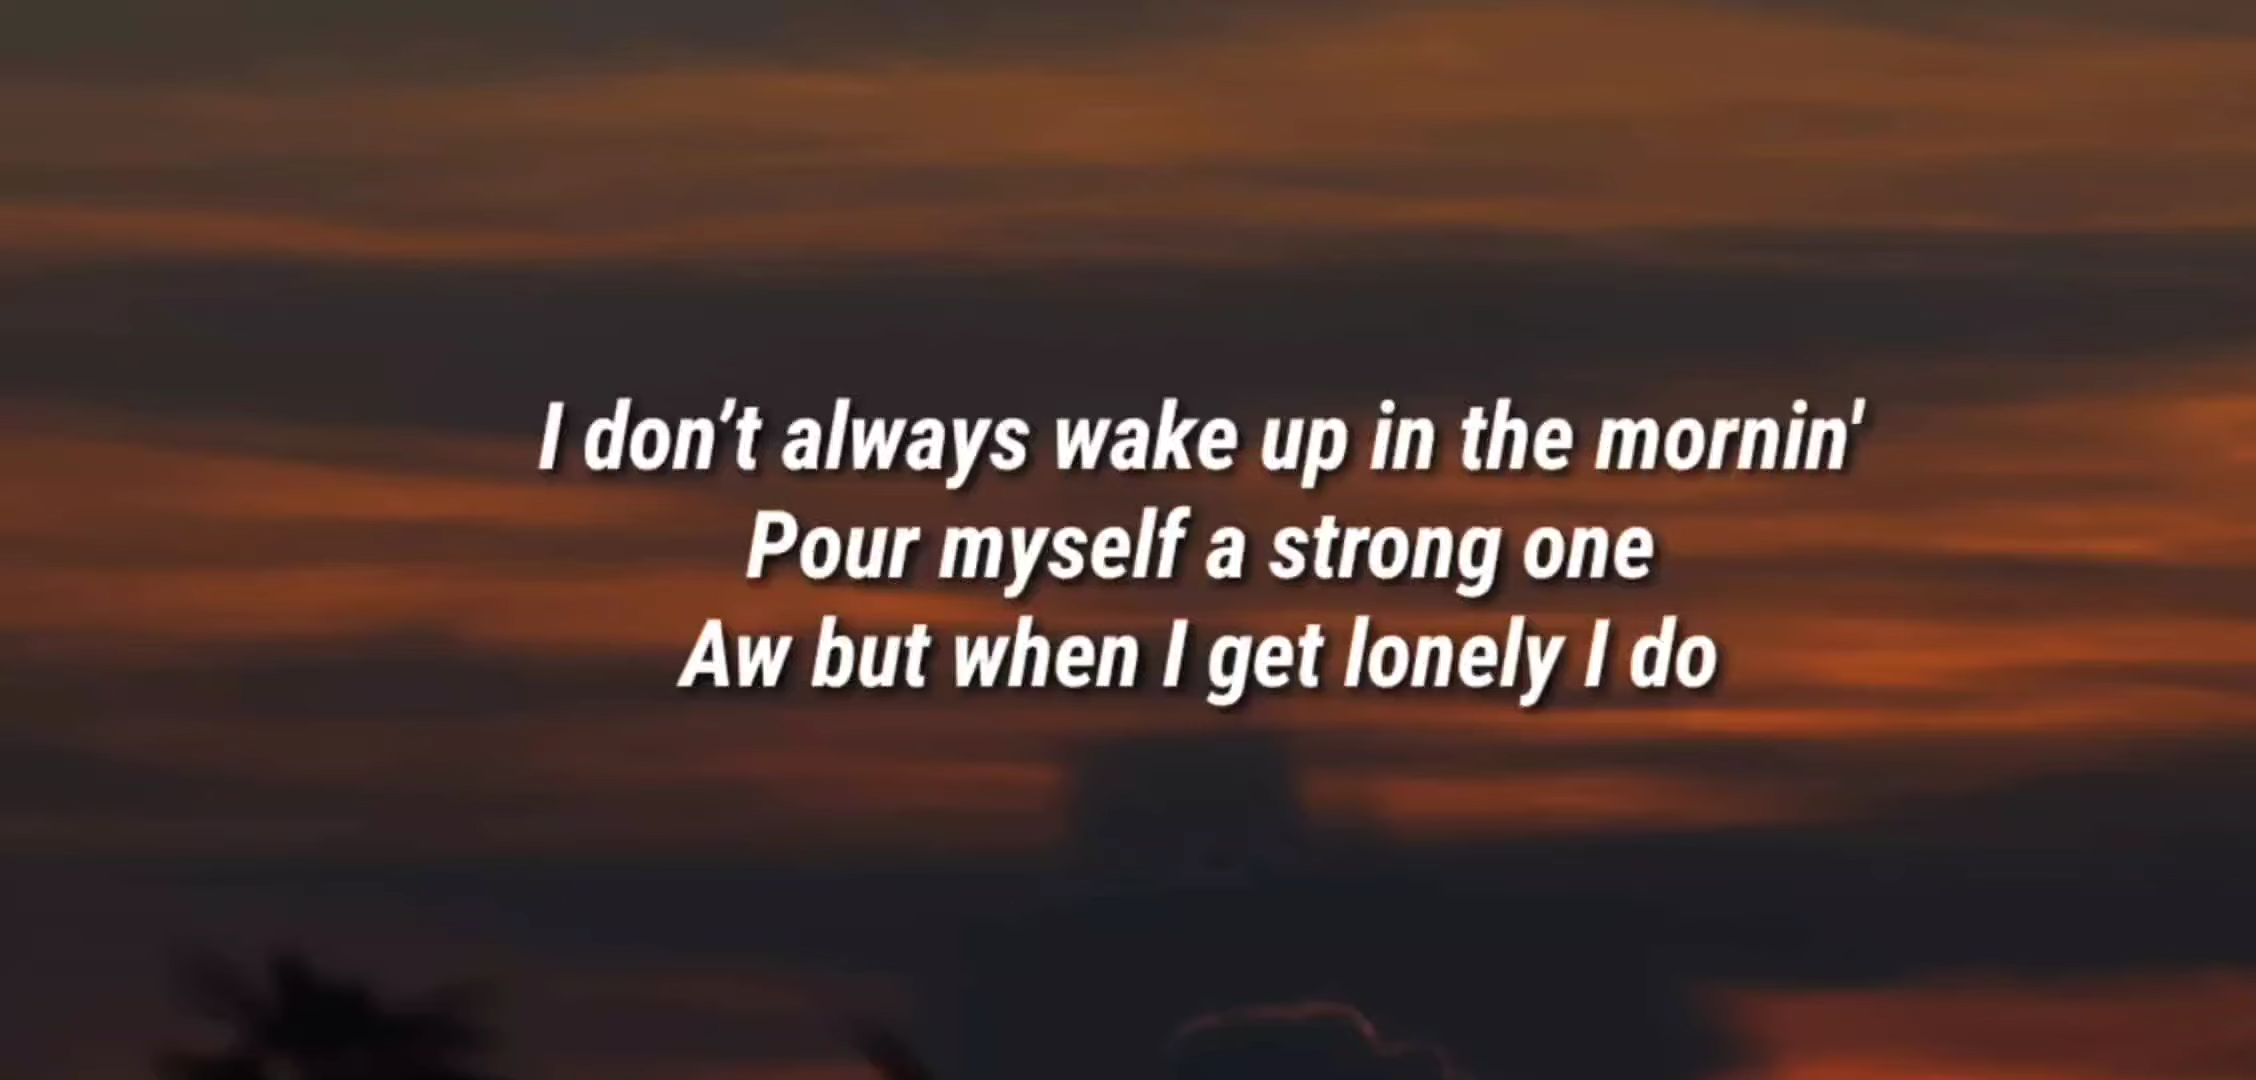 I don’t always wake up in the mornin'
Pour myself a strong one
Aw but when I get lonely I do